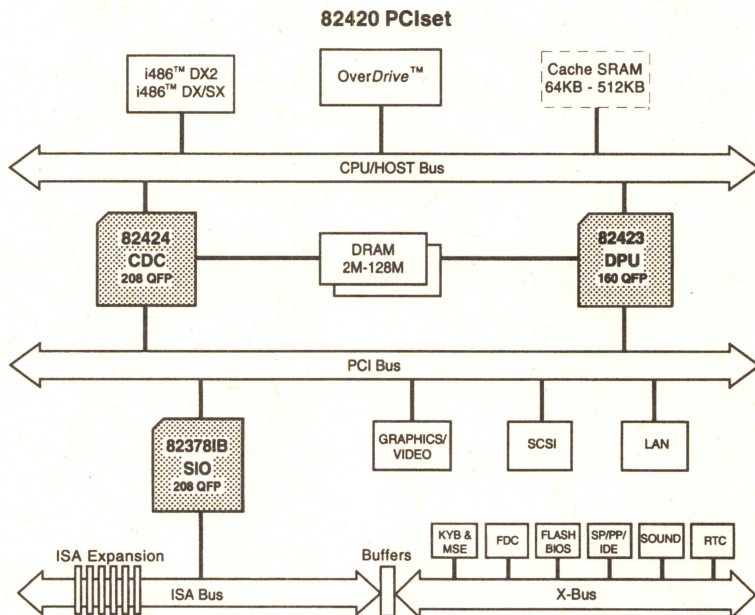 82420 PCIset
i486™ DX2
i486™ DX/SX
OverDrive™
Cache SRAM
64KB - 512KB
CPU/HOST Bus
82424
CDC
208 QFP
DRAM
2M-128M
82423
DPU
160 QFP
PCI Bus
82378IB
SIO
208 QFP
GRAPHICS/
VIDEO
SCSI
LAN
ISA Expansion
Buffers
KYB &
MSE
FDC
FLASH
BIOS
SP/PP/
IDE
SOUND
RTC
ISA Bus
X-Bus